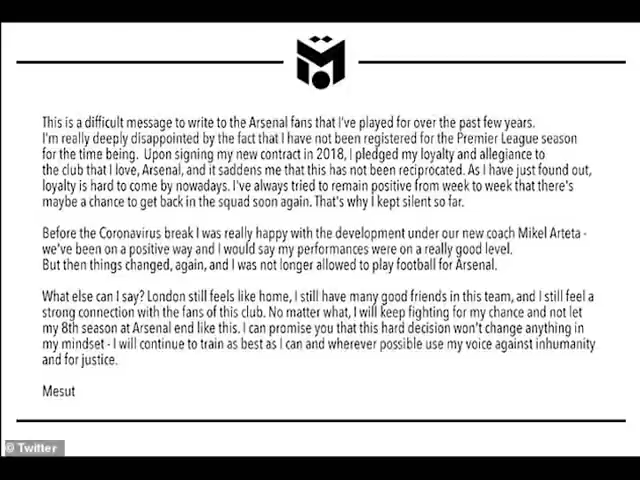 This is a difficult message to write to the Arsenal fans that I've played for over the past few years.
I'm really deeply disappointed by the fact that I have not been registered for the Premier League season
for the time being. Upon signing my new contract in 2018, I pledged my loyalty and allegiance to
the club that I love, Arsenal, and it saddens me that this has not been reciprocated. As I have just found out,
loyalty is hard to come by nowadays. I've always tried to remain positive from week to week that there's
maybe a chance to get back in the squad soon again. That's why I kept silent so far.
Before the Coronavirus break I was really happy with the development under our new coach Mikel Arteta -
we've been on a positive way and I would say my performances were on a really good level.
But then things changed, again, and I was not longer allowed to play football for Arsenal.
What else can I say? London still feels like home, I still have many good friends in this team, and I still feel a
strong connection with the fans of this club. No matter what, I will keep fighting for my chance and not let
my 8th season at Arsenal end like this. I can promise you that this hard decision won't change anything in
my mindset - I will continue to train as best as I can and wherever possible use my voice against inhumanity
and for justice.
Mesut
© Twitter